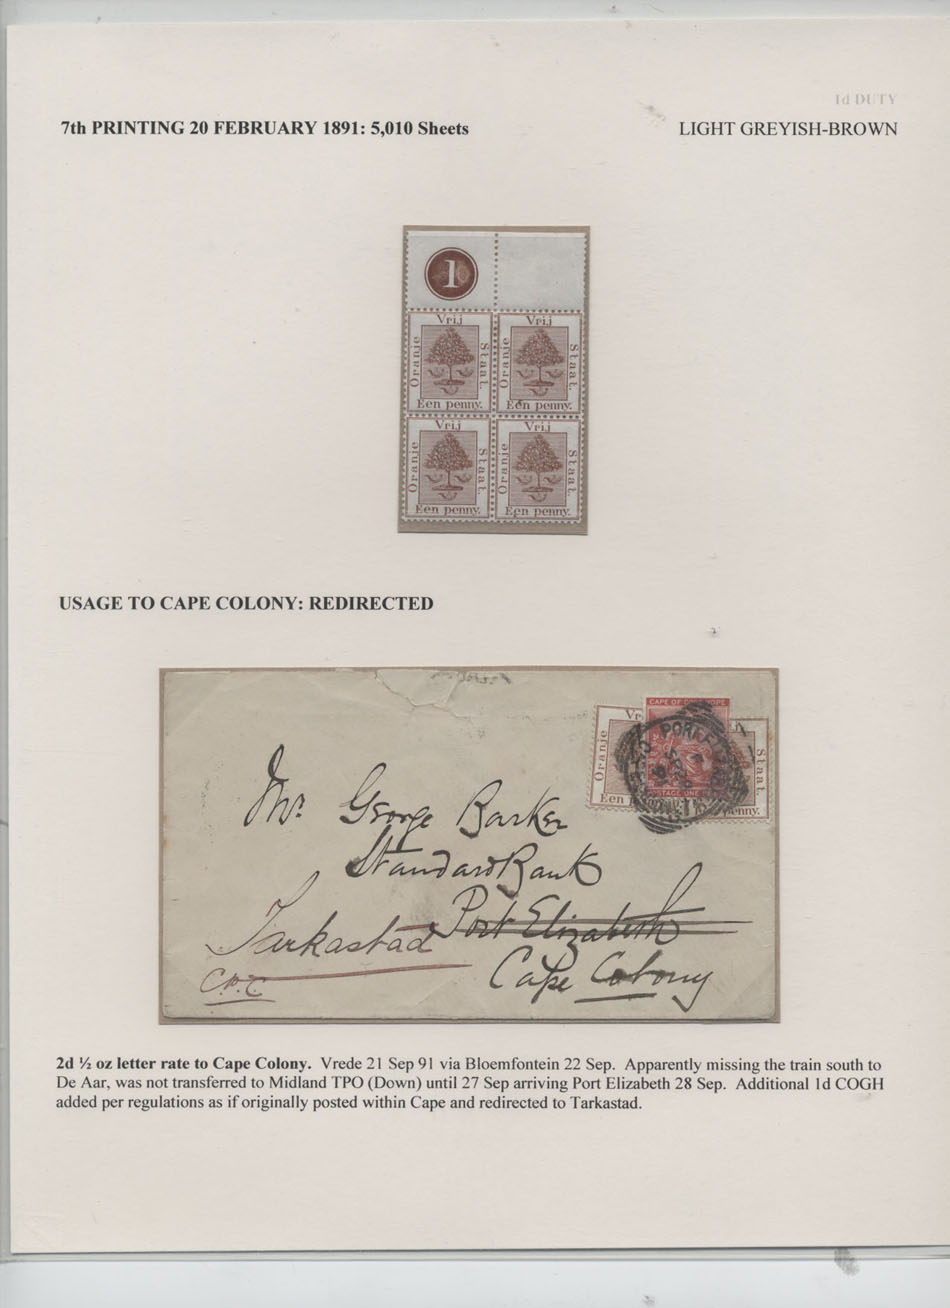 1d DUTY
7th PRINTING 20 FEBRUARY 1891: 5,010 Sheets
LIGHT GREYISH-BROWN
1
Vrij
Oranje
Staat.
Een penny.
Vrij
Oranje
Staat.
Een penny.
Vrij
Oranje
Staat.
Een penny.
Vrij
Oranje
Staat.
Een penny.
USAGE TO CAPE COLONY: REDIRECTED
CAPE OF GOOD HOPE
POSTAGE ONE PENNY
Oranje
Een
Staat.
penny.
Mr. George Barker
Standard Bank
Port Elizabeth
Tarkastad
Cape Colony
2d ½ oz letter rate to Cape Colony. Vrede 21 Sep 91 via Bloemfontein 22 Sep. Apparently missing the train south to
De Aar, was not transferred to Midland TPO (Down) until 27 Sep arriving Port Elizabeth 28 Sep. Additional 1d COGH
added per regulations as if originally posted within Cape and redirected to Tarkastad.